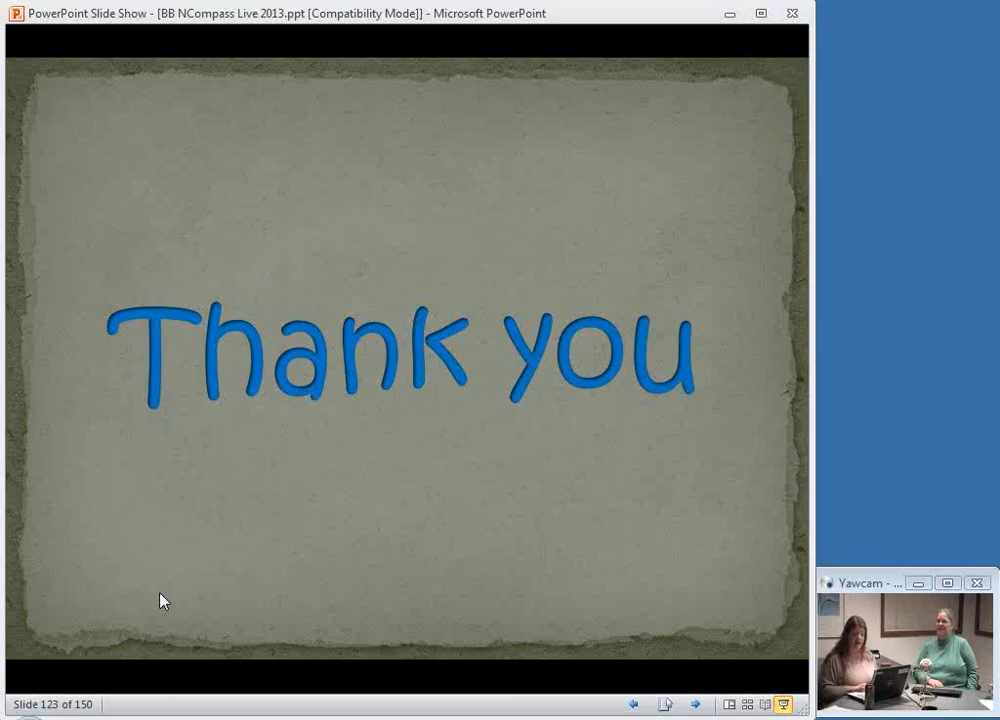 PowerPoint Slide Show - [BB NCompass Live 2013.ppt [Compatibility Mode]] - Microsoft PowerPoint
Thank you
Yawcam - ...
Slide 123 of 150